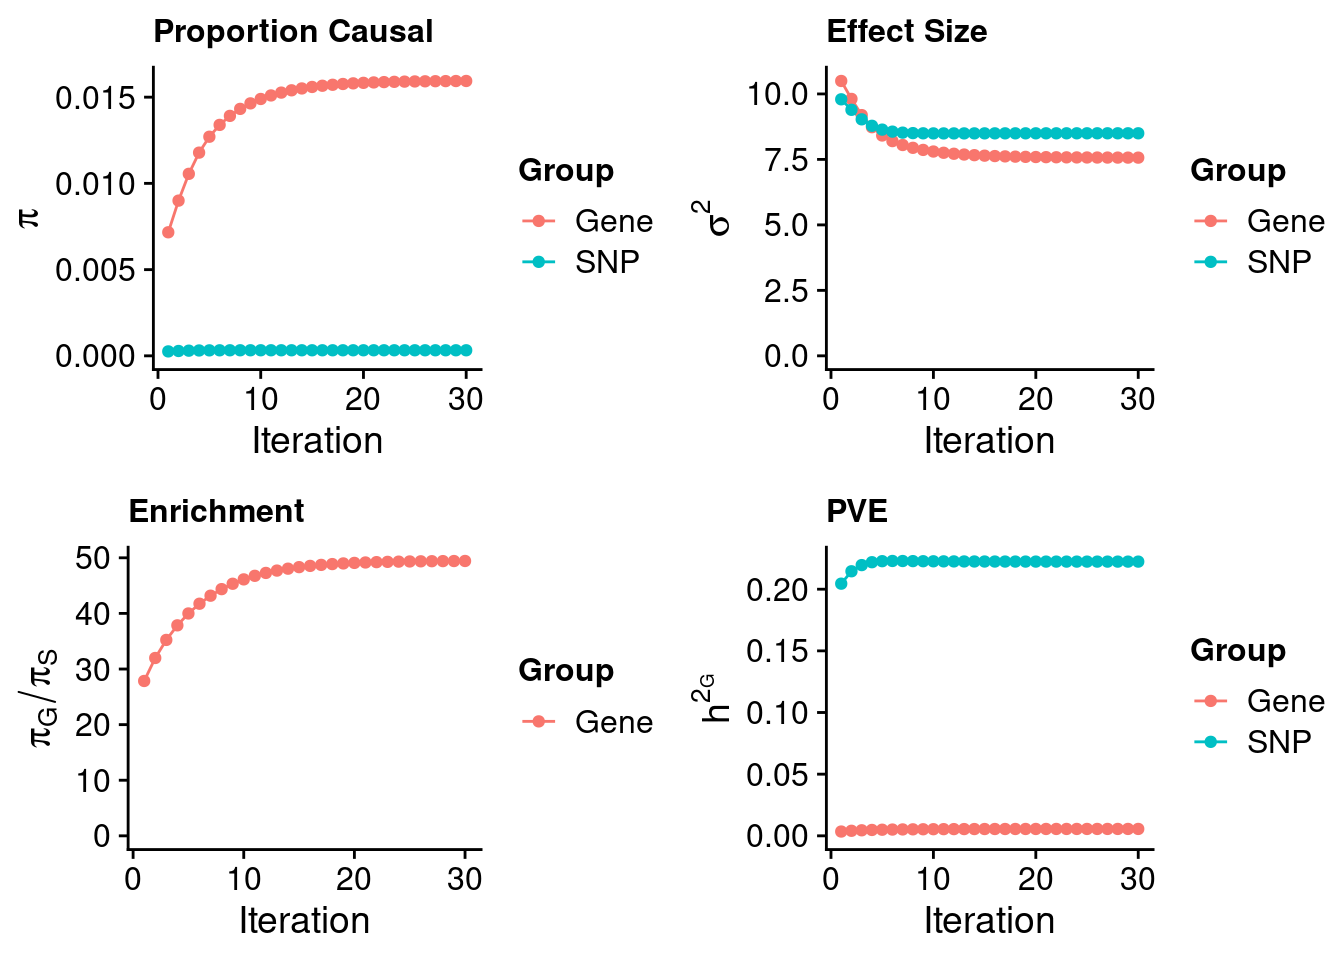 Proportion Causal
π
0.015
0.010
0.005
0.000
0
10
20
30
Iteration
Group
Gene
SNP
Effect Size
σ²
10.0
7.5
5.0
2.5
0.0
0
10
20
30
Iteration
Group
Gene
SNP
Enrichment
π_G/π_S
50
40
30
20
10
0
0
10
20
30
Iteration
Group
Gene
PVE
h^2_G
0.20
0.15
0.10
0.05
0.00
0
10
20
30
Iteration
Group
Gene
SNP